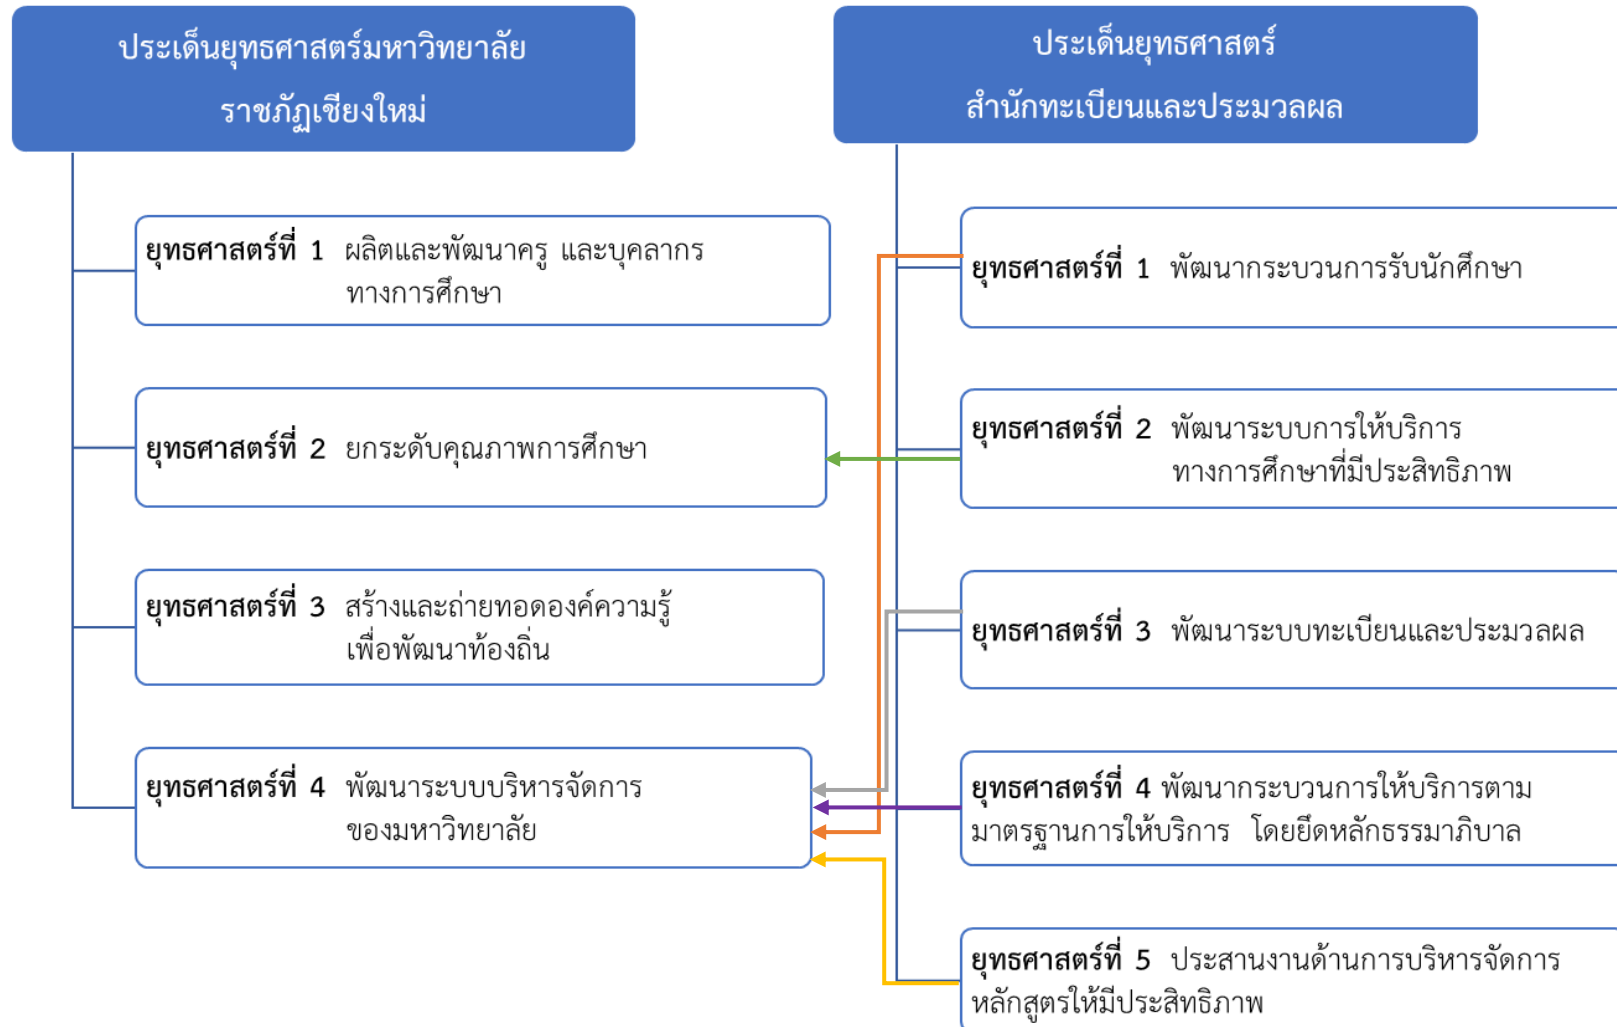 ประเด็นยุทธศาสตร์มหาวิทยาลัย
ราชภัฏเชียงใหม่
ยุทธศาสตร์ที่ 1 ผลิตและพัฒนาครู และบุคลากร
ทางการศึกษา
ยุทธศาสตร์ที่ 2 ยกระดับคุณภาพการศึกษา
ยุทธศาสตร์ที่ 3 สร้างและถ่ายทอดองค์ความรู้
เพื่อพัฒนาท้องถิ่น
ยุทธศาสตร์ที่ 4 พัฒนาระบบบริหารจัดการ
ของมหาวิทยาลัย
ประเด็นยุทธศาสตร์
สำนักทะเบียนและประมวลผล
ยุทธศาสตร์ที่ 1 พัฒนากระบวนการรับนักศึกษา
ยุทธศาสตร์ที่ 2 พัฒนาระบบการให้บริการ
ทางการศึกษาที่มีประสิทธิภาพ
ยุทธศาสตร์ที่ 3 พัฒนาระบบทะเบียนและประมวลผล
ยุทธศาสตร์ที่ 4 พัฒนากระบวนการให้บริการตาม
มาตรฐานการให้บริการ โดยยึดหลักธรรมาภิบาล
ยุทธศาสตร์ที่ 5 ประสานงานด้านการบริหารจัดการ
หลักสูตรให้มีประสิทธิภาพ